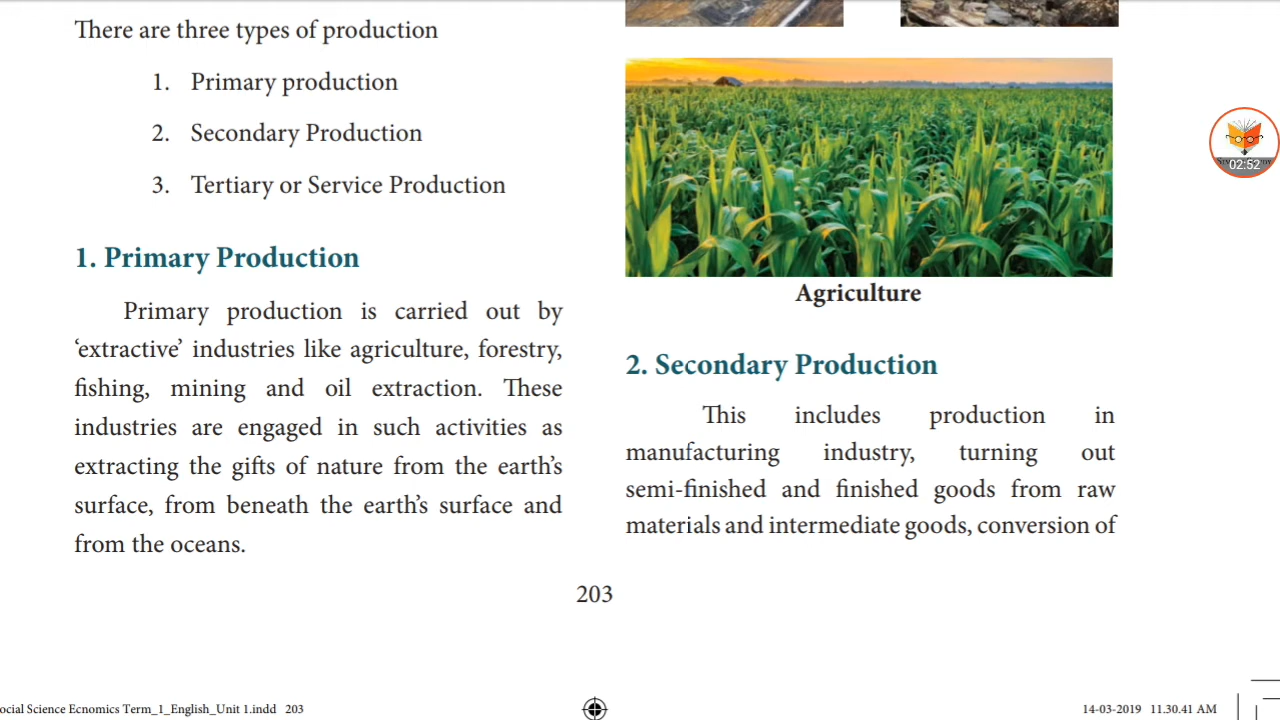 There are three types of production
1. Primary production
2. Secondary Production
3. Tertiary or Service Production
1. Primary Production
Primary production is carried out by
‘extractive’ industries like agriculture, forestry,
fishing, mining and oil extraction. These
industries are engaged in such activities as
extracting the gifts of nature from the earth’s
surface, from beneath the earth’s surface and
from the oceans.
Agriculture
2. Secondary Production
This includes production in
manufacturing industry, turning out
semi-finished and finished goods from raw
materials and intermediate goods, conversion of
203
ocial Science Ecnomics Term_1_English_Unit 1.indd 203
14-03-2019 11.30.41 AM
02:52